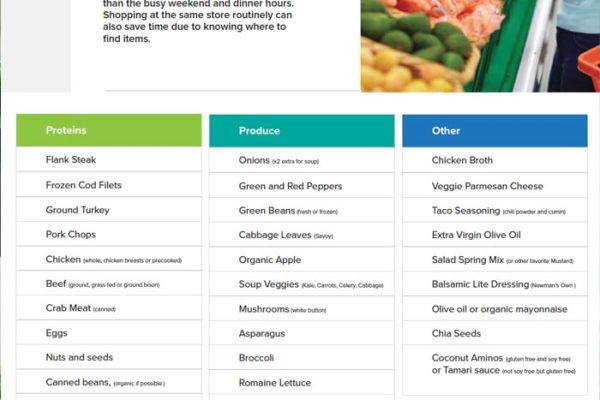 than the busy weekend and dinner hours.
Shopping at the same store routinely can
also save time due to knowing where to
find items.
Proteins
Flank Steak
Frozen Cod Filets
Ground Turkey
Pork Chops
Chicken (whole, chicken breasts or precooked)
Beef (ground, grass fed or ground bison)
Crab Meat (canned)
Eggs
Nuts and seeds
Canned beans, (organic if possible.)
Produce
Onions (x2 extra for soup)
Green and Red Peppers
Green Beans (fresh or frozen)
Cabbage Leaves (Savoy)
Organic Apple
Soup Veggies (Kale, Carrots, Celery, Cabbage)
Mushrooms (white button)
Asparagus
Broccoli
Romaine Lettuce
Other
Chicken Broth
Veggie Parmesan Cheese
Taco Seasoning (chili powder and cumin)
Extra Virgin Olive Oil
Salad Spring Mix (or other favorite Mustard)
Balsamic Lite Dressing (Newman's Own)
Olive oil or organic mayonnaise
Chia Seeds
Coconut Aminos (gluten free and soy free)
or Tamari sauce (not soy free but gluten free)